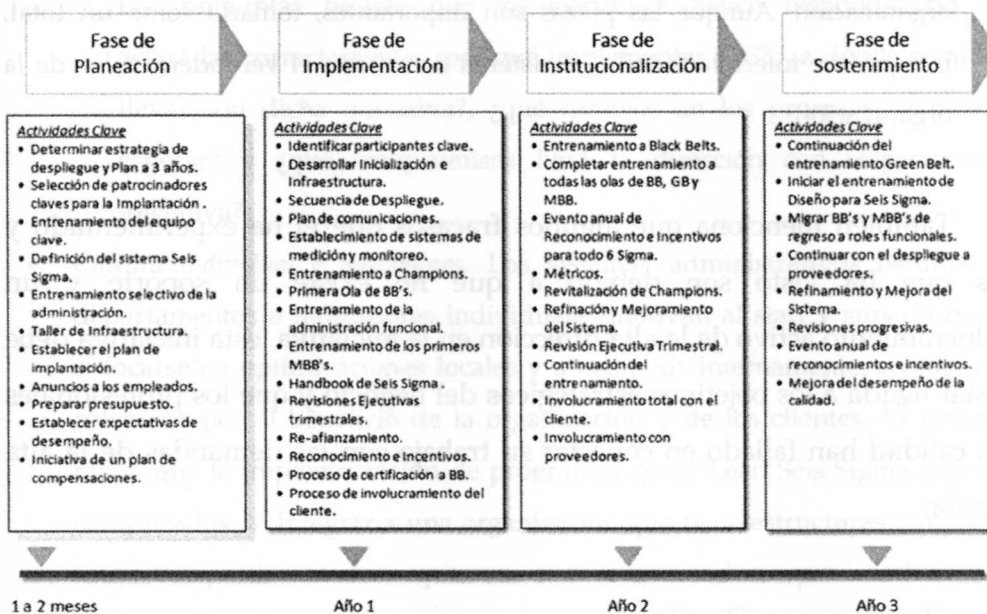 Fase de
Planeación
Fase de
Implementación
Fase de
Institucionalización
Fase de
Sostenimiento
Actividades Clave
• Determinar estrategia de
despliegue y Plan a 3 años.
• Selección de patrocinadores
claves para la Implantación .
• Entrenamiento del equipo
clave.
• Definición del sistema Seis
Sigma.
• Entrenamiento selectivo de la
administración.
• Taller de Infraestructura.
• Establecer el plan de
implantación.
• Anuncios a los empleados.
• Preparar presupuesto.
• Establecer expectativas de
desempeño.
• Iniciativas en plan de
compensaciones.
Actividades Clave
• Identificar participantes clave.
• Desarrollar Inicialización e
Infraestructura.
• Secuencia de Despliegue.
• Plan de comunicaciones.
• Establecimiento de sistemas de
medición y monitoreo.
• Entrenamiento a Champions.
• Primera Ola de BB'S.
• Entrenamiento de la
administración funcional.
• Entrenamiento de Primeros
MBB's.
• Handbook de Seis Sigma .
• Revisiones Ejecutivas
trimestrales.
• Re-afianzamiento.
• Reconocimiento y Recompensa.
• Proceso de certificación a BB.
• Proceso de involucramiento del
cliente.
Actividades Clave
• Entrenamiento a Black Belts.
• Completar entrenamiento a
todas las olas de BB, GB y
MBB.
• Evento anual de
Reconocimiento e Incentivos
para todo 6 Sigma.
• Métricos.
• Revitalización de Champions.
• Refinación y Mejoramiento
del Sistema.
• Revisión Ejecutiva Trimestral.
• Continuación del
entrenamiento.
• Involucramiento total del
cliente.
• Involucramiento con
Proveedores.
Actividades Clave
• Continuación del
entrenimiento Green Belt.
• Iniciar el entrenamiento de
Diseño para Seis Sigma.
• Migrar BB's y MBB's de
regreso a roles funcionales.
• Continuar con el despliegue a
proveedores.
• Refinamiento y Mejora del
Sistema.
• Revisiones progresivas.
• Evento anual de
reconocimientos e incentivos.
• Mejora del desempeño de la
calidad.
1 a 2 meses
Año 1
Año 2
Año 3